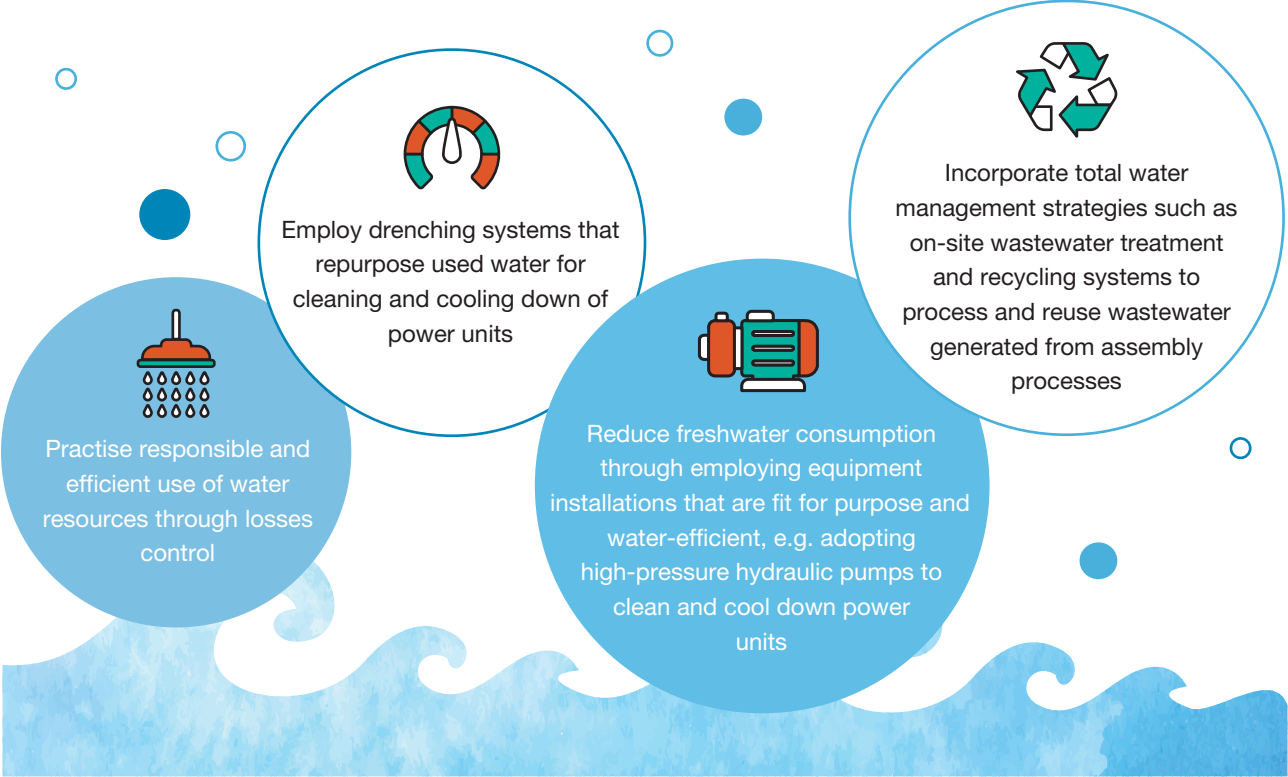 Practise responsible and
efficient use of water
resources through losses
control
Employ drenching systems that
repurpose used water for
cleaning and cooling down of
power units
Reduce freshwater consumption
through employing equipment
installations that are fit for purpose and
water-efficient, e.g. adopting
high-pressure hydraulic pumps to
clean and cool down power
units
Incorporate total water
management strategies such as
on-site wastewater treatment
and recycling systems to
process and reuse wastewater
generated from assembly
processes